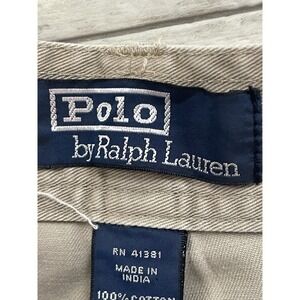 Polo
by Ralph Lauren
RN 41381
MADE IN
INDIA
100% COTTON